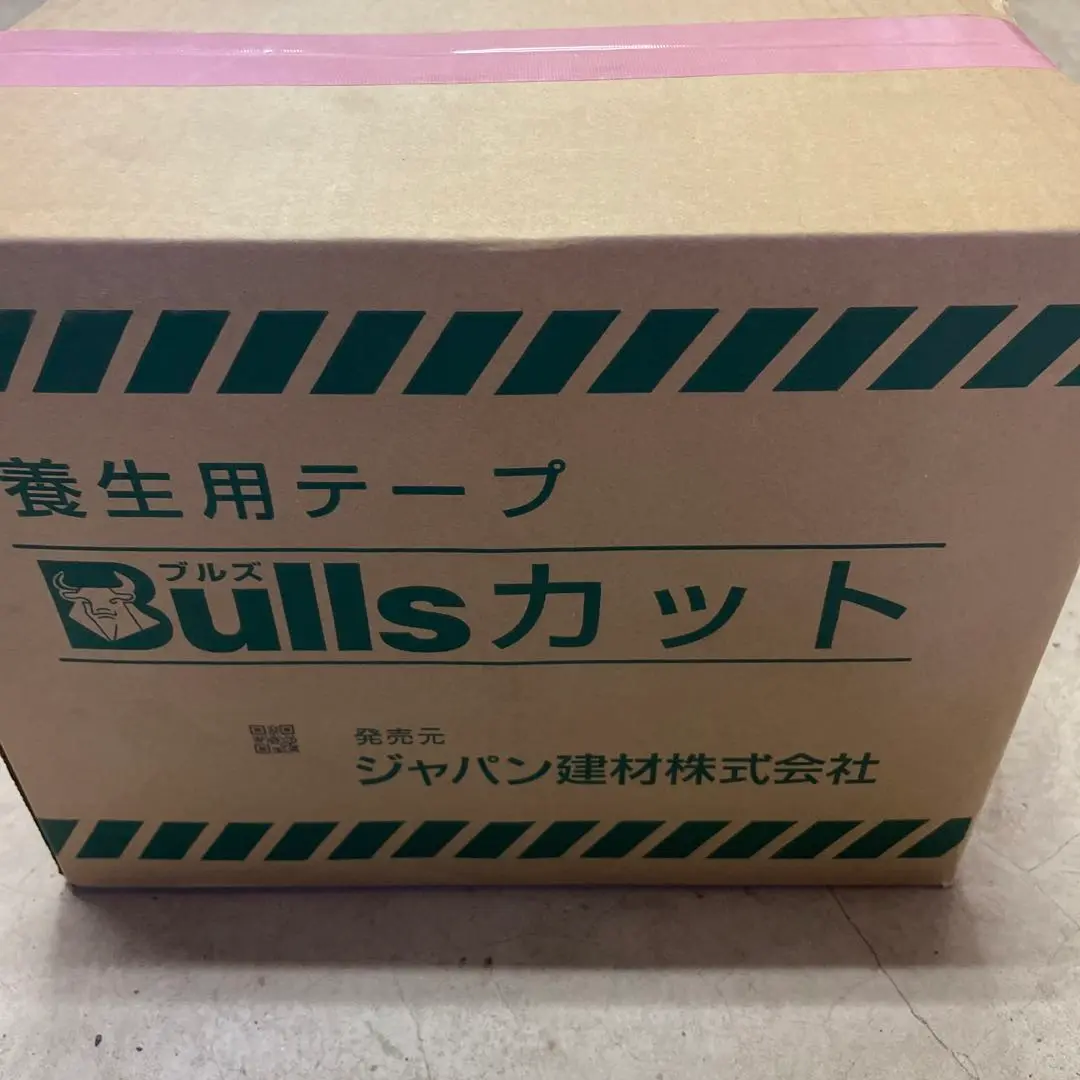 養生用テープ
ブルズ
Bullsカット
発売元
ジャパン建材株式会社